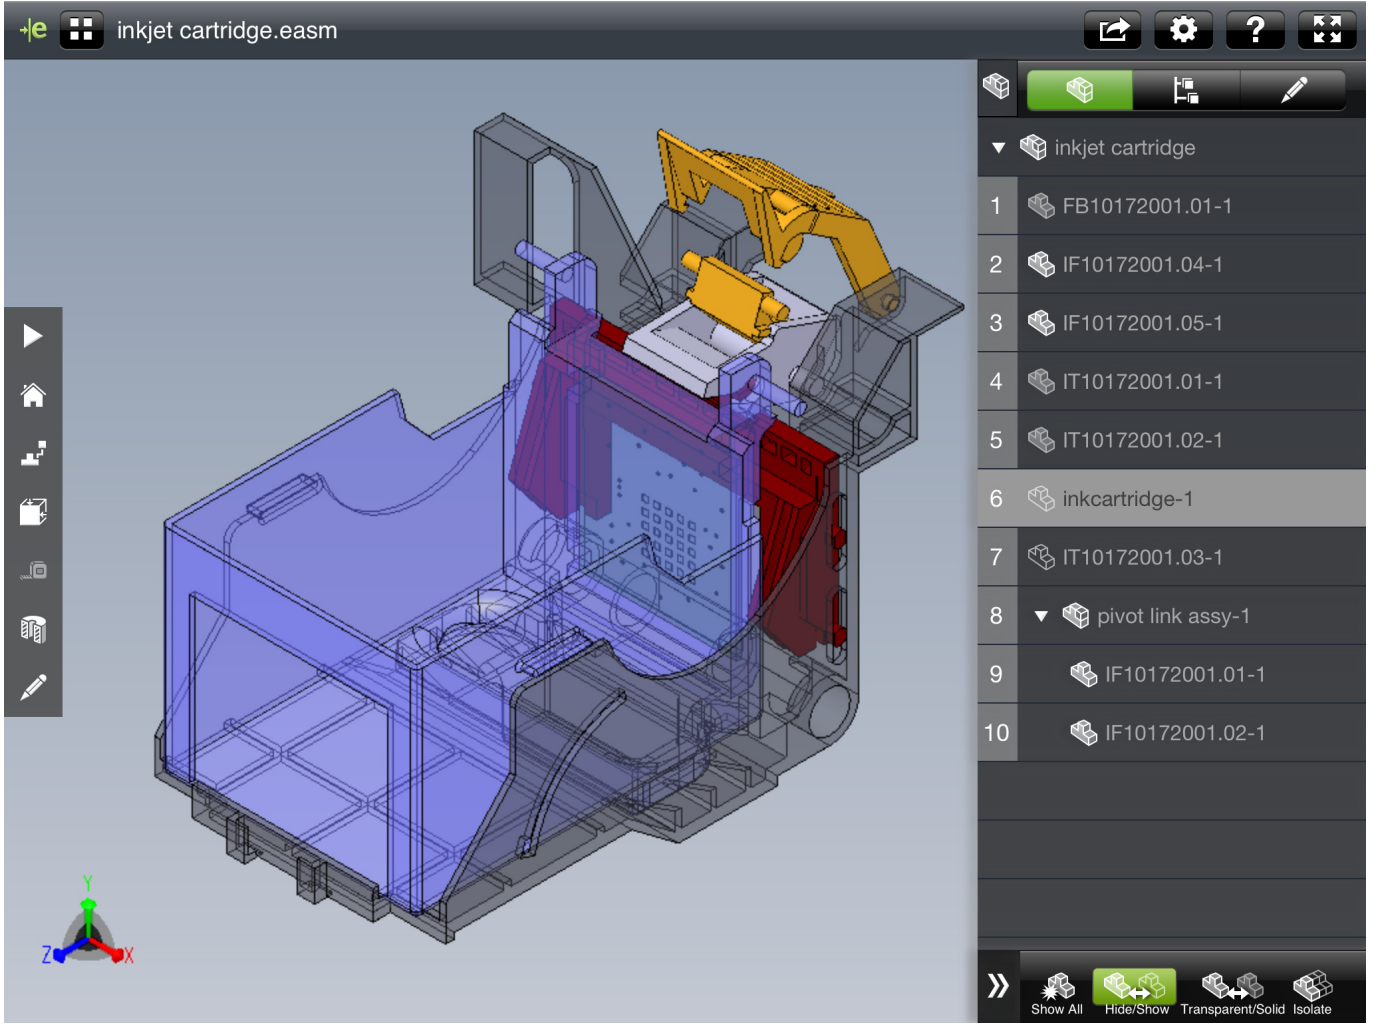 e
inkjet cartridge.easm
?
inkjet cartridge
1 FB10172001.01-1
2 IF10172001.04-1
3 IF10172001.05-1
4 IT10172001.01-1
5 IT10172001.02-1
6 inkcartridge-1
7 IT10172001.03-1
8 pivot link assy-1
9 IF10172001.01-1
10 IF10172001.02-1
Y
Z X
Show All Hide/Show Transparent/Solid Isolate